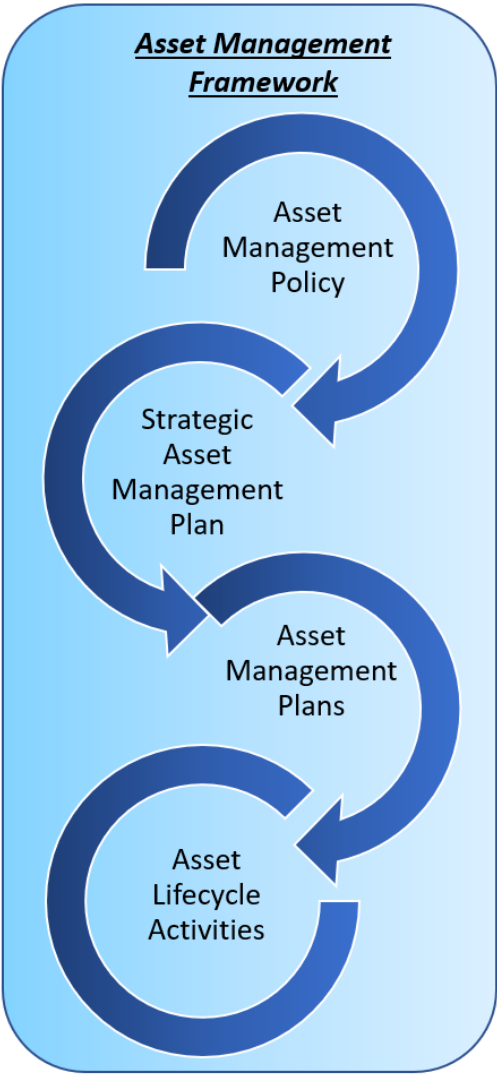 Asset Management
Framework
Asset
Management
Policy
Strategic
Asset
Management
Plan
Asset
Management
Plans
Asset
Lifecycle
Activities